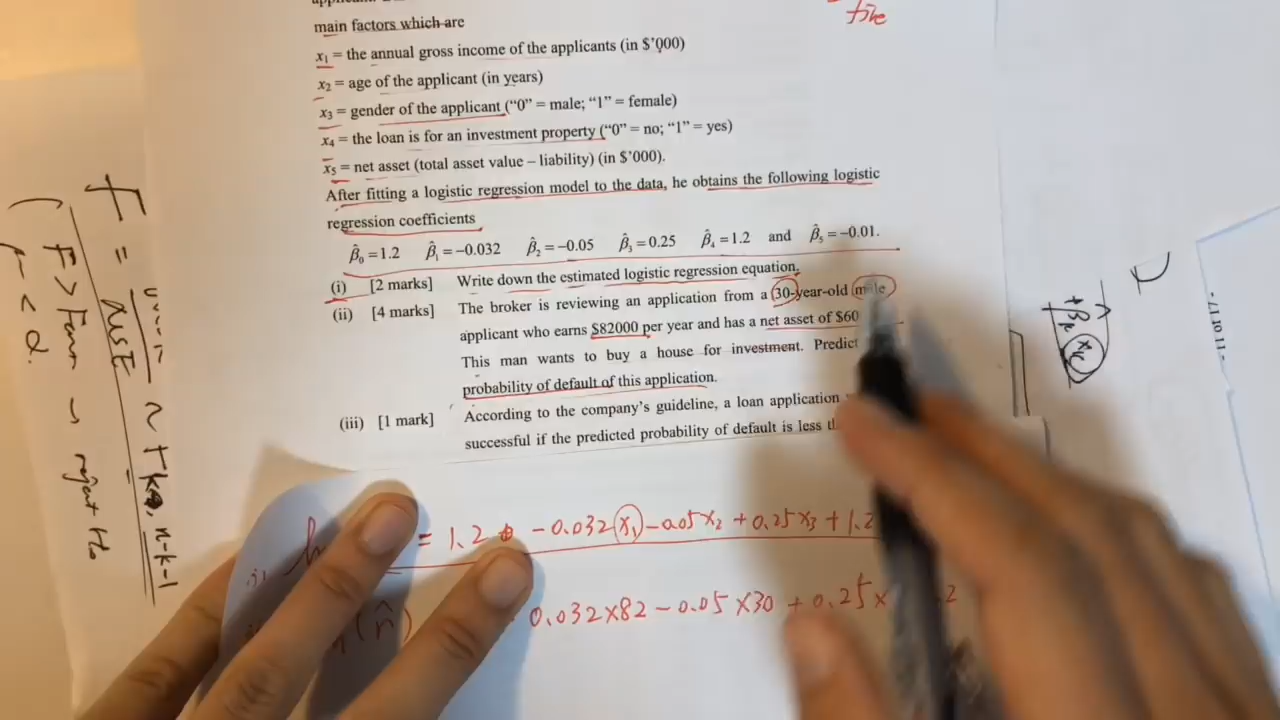 main factors which are
tive
x₁ = the annual gross income of the applicants (in $'000)
x₂ = age of the applicant (in years)
x₃ = gender of the applicant ("0" = male; "1" = female)
x₄ = the loan is for an investment property ("0" = no; "1" = yes)
x₅ = net asset (total asset value – liability) (in $'000).
After fitting a logistic regression model to the data, he obtains the following logistic
regression coefficients
β̂₀ = 1.2 β̂₁ = −0.032 β̂₂ = −0.05 β̂₃ = 0.25 β̂₄ = 1.2 and β̂₅ = −0.01.
(i) [2 marks] Write down the estimated logistic regression equation.
(ii) [4 marks] The broker is reviewing an application from a 30-year-old male
applicant who earns $82000 per year and has a net asset of $60
This man wants to buy a house for investment. Predict
probability of default of this application.
(iii) [1 mark] According to the company's guideline, a loan application
successful if the predicted probability of default is less
= 1.2 − 0.032 x₁ − 0.05 x₂ + 0.25 x₃ + 1.2
0.032 × 82 − 0.05 × 30 + 0.25 × 2
F =
MSE
~ F k, n-k-1
F > F → reject H₀
< α.
- 11 10 11 -